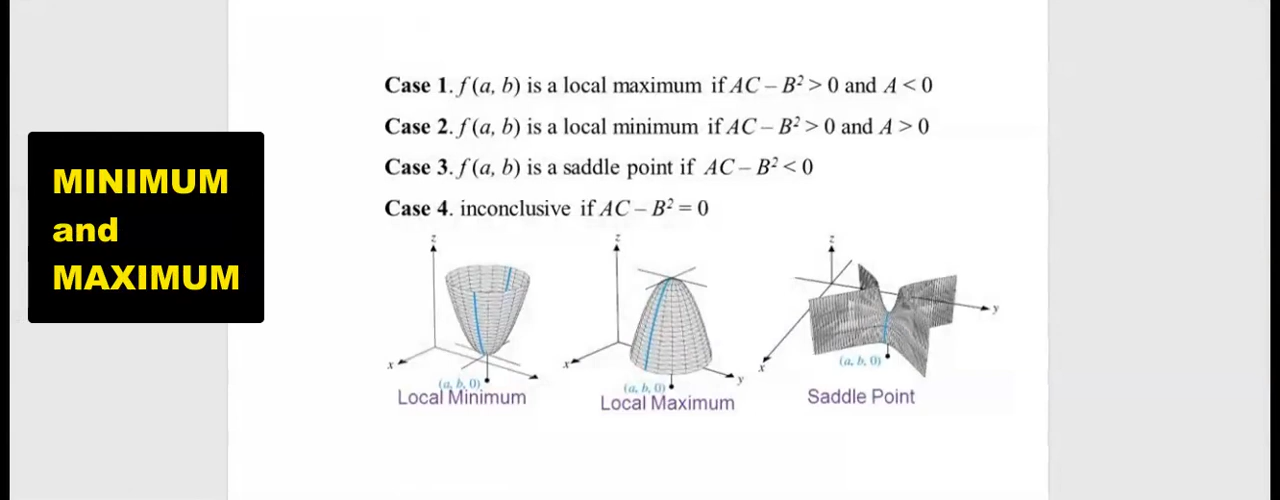 MINIMUM
and
MAXIMUM
Case 1. f (a, b) is a local maximum if AC – B² > 0 and A < 0
Case 2. f (a, b) is a local minimum if AC – B² > 0 and A > 0
Case 3. f (a, b) is a saddle point if AC – B² < 0
Case 4. inconclusive if AC – B² = 0
z
x
(a, b, 0)
Local Minimum
z
x
y
(a, b, 0)
Local Maximum
z
x
y
(a, b, 0)
Saddle Point